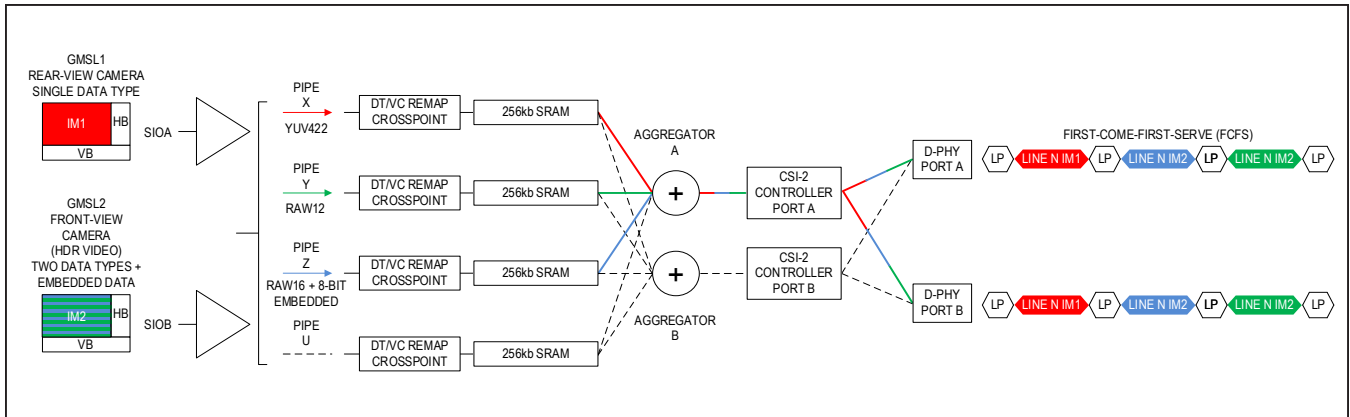 GMSL1
REAR-VIEW CAMERA
SINGLE DATA TYPE
IM1
HB
VB
SIOA
GMSL2
FRONT-VIEW
CAMERA
(HDR VIDEO)
TWO DATA TYPES +
EMBEDDED DATA
IM2
HB
VB
SIOB
PIPE
X
YUV422
PIPE
Y
RAW12
PIPE
Z
RAW16 + 8-BIT
EMBEDDED
PIPE
U
DT/VC REMAP
CROSSPOINT
256kb SRAM
DT/VC REMAP
CROSSPOINT
256kb SRAM
DT/VC REMAP
CROSSPOINT
256kb SRAM
DT/VC REMAP
CROSSPOINT
256kb SRAM
AGGREGATOR
A
+
+
AGGREGATOR
B
CSI-2
CONTROLLER
PORT A
CSI-2
CONTROLLER
PORT B
D-PHY
PORT A
D-PHY
PORT B
FIRST-COME-FIRST-SERVE (FCFS)
LP LINE N IM1 LP LINE N IM2 LP LINE N IM2 LP
LP LINE N IM1 LP LINE N IM2 LP LINE N IM2 LP